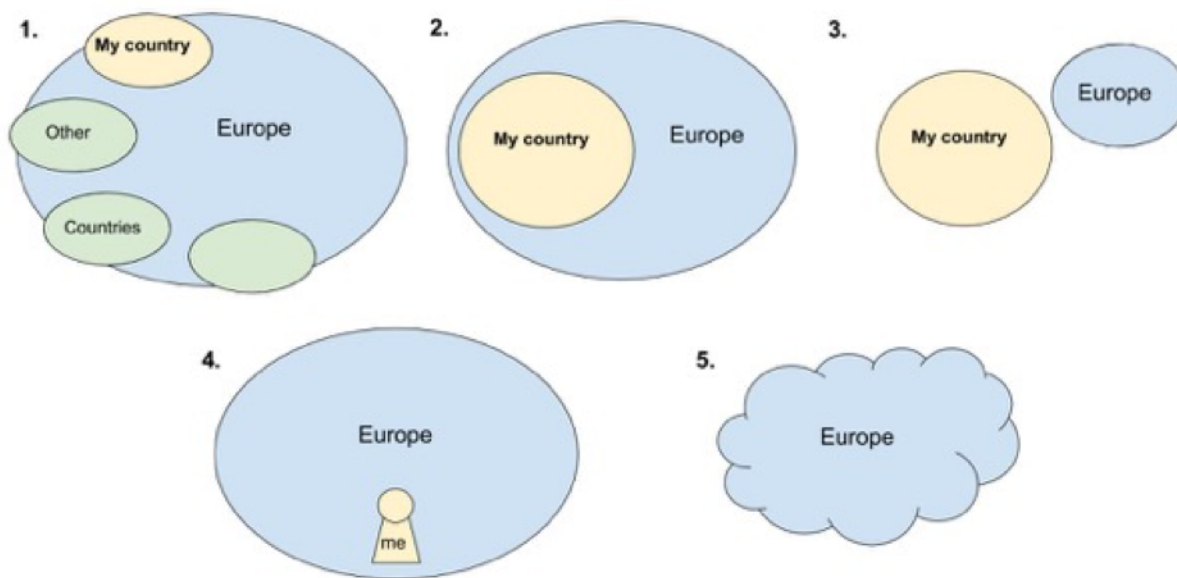 1.
My country
Other
Europe
Countries
2.
My country
Europe
3.
My country
Europe
4.
Europe
me
5.
Europe